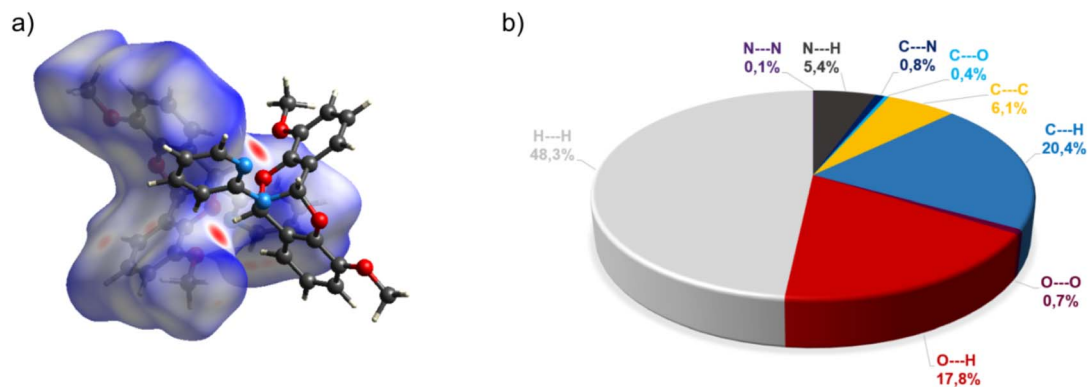 a)
b)
N---N
0,1%
N---H
5,4%
C---N
0,8%
C---O
0,4%
C---C
6,1%
C---H
20,4%
H---H
48,3%
O---O
0,7%
O---H
17,8%